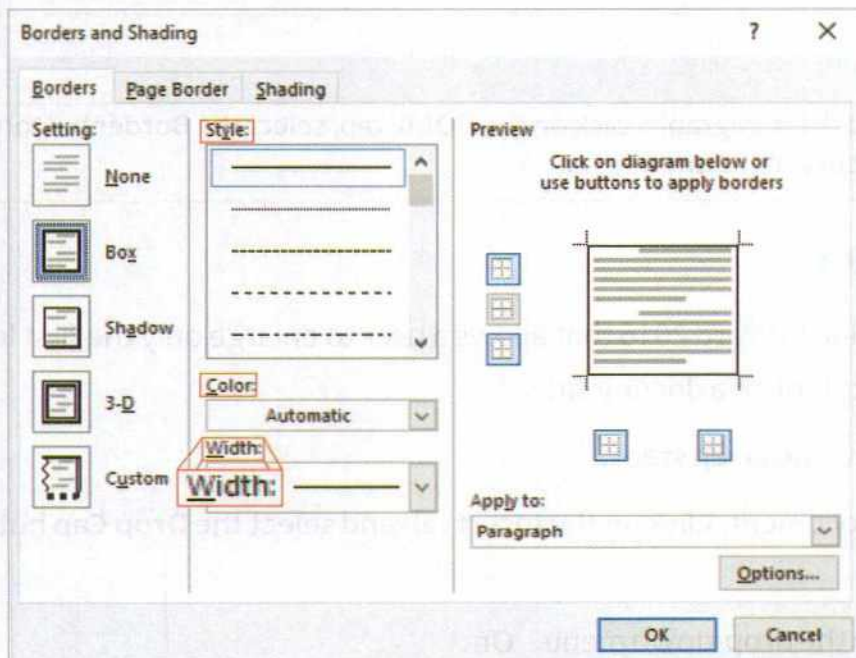 Borders and Shading
? X
Borders Page Border Shading
Setting:
None
Box
Shadow
3-D
Custom
Style:
Color:
Automatic
Width:
Width:
Preview
Click on diagram below or
use buttons to apply borders
Apply to:
Paragraph
Options...
OK Cancel